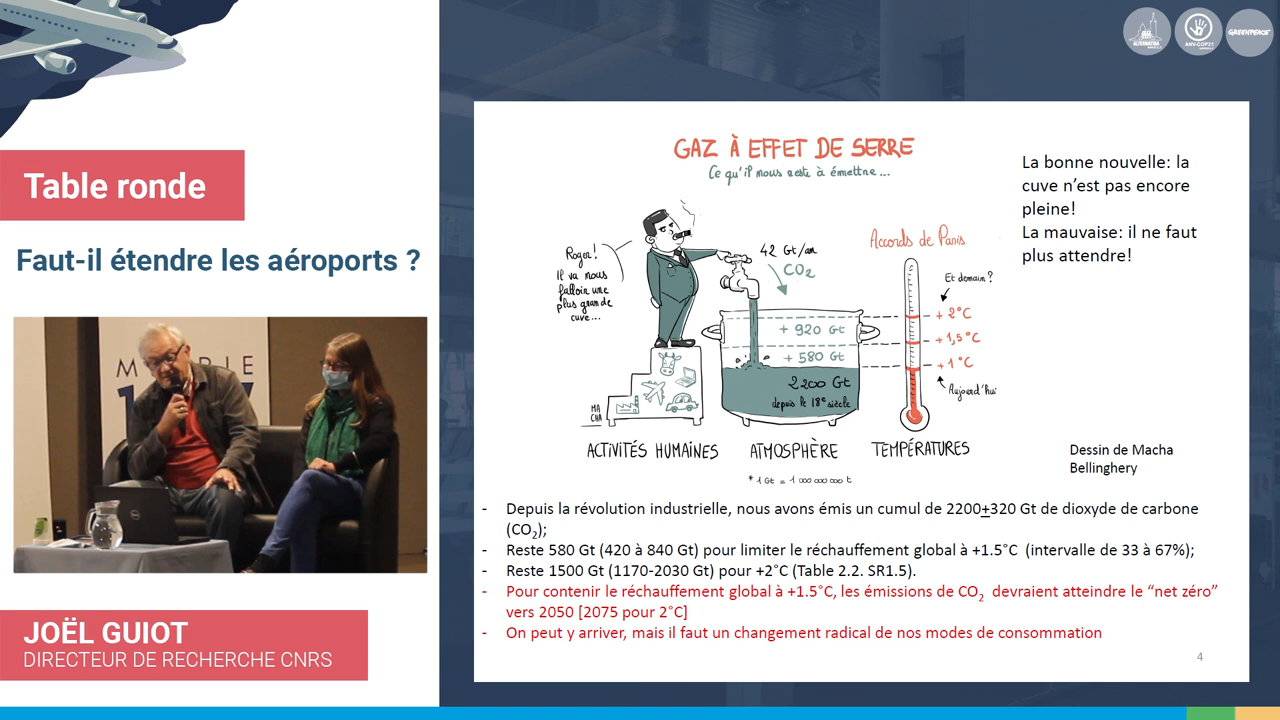 ALTERNATIBA
ANV-COP21
GREENPEACE
Table ronde
Faut-il étendre les aéroports ?
MAIRIE
JOËL GUIOT
DIRECTEUR DE RECHERCHE CNRS
GAZ À EFFET DE SERRE
Ce qu'il nous reste à émettre...
Roger!
Il va nous
falloir une
plus grande
cuve...
42 Gt/an
CO2
+ 920 Gt
+ 580 Gt
2200 Gt
depuis le 18e siècle
MA
CHA
Accords de Paris
Et demain ?
+ 2°C
+ 1,5°C
+ 1°C
Aujourd'hui
ACTIVITÉS HUMAINES
ATMOSPHÈRE
TEMPÉRATURES
* 1 Gt = 1 000 000 000 t
La bonne nouvelle: la
cuve n’est pas encore
pleine!
La mauvaise: il ne faut
plus attendre!
Dessin de Macha
Bellinghery
- Depuis la révolution industrielle, nous avons émis un cumul de 2200+320 Gt de dioxyde de carbone
(CO2);
- Reste 580 Gt (420 à 840 Gt) pour limiter le réchauffement global à +1.5°C (intervalle de 33 à 67%);
- Reste 1500 Gt (1170-2030 Gt) pour +2°C (Table 2.2. SR1.5).
- Pour contenir le réchauffement global à +1.5°C, les émissions de CO2 devraient atteindre le “net zéro”
vers 2050 [2075 pour 2°C]
- On peut y arriver, mais il faut un changement radical de nos modes de consommation
4